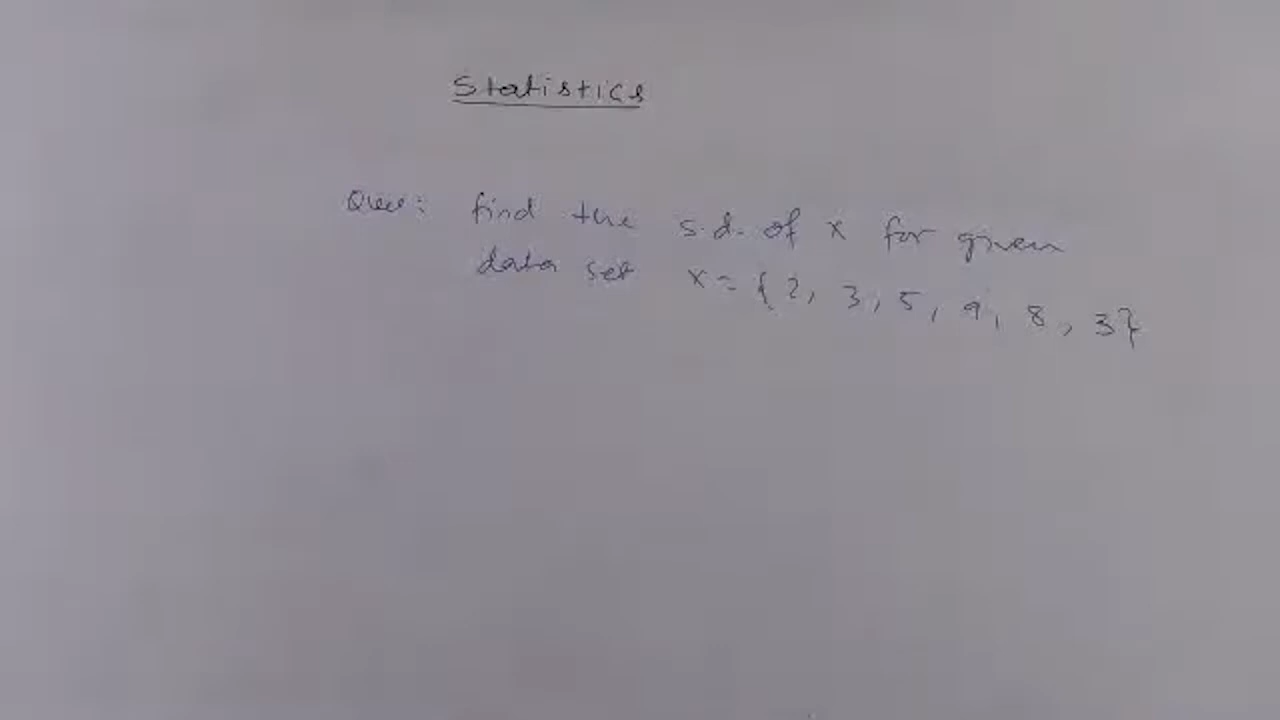 Statistics
Que: find the s.d. of x for given
data set x = {2, 3, 5, 9, 8, 3}